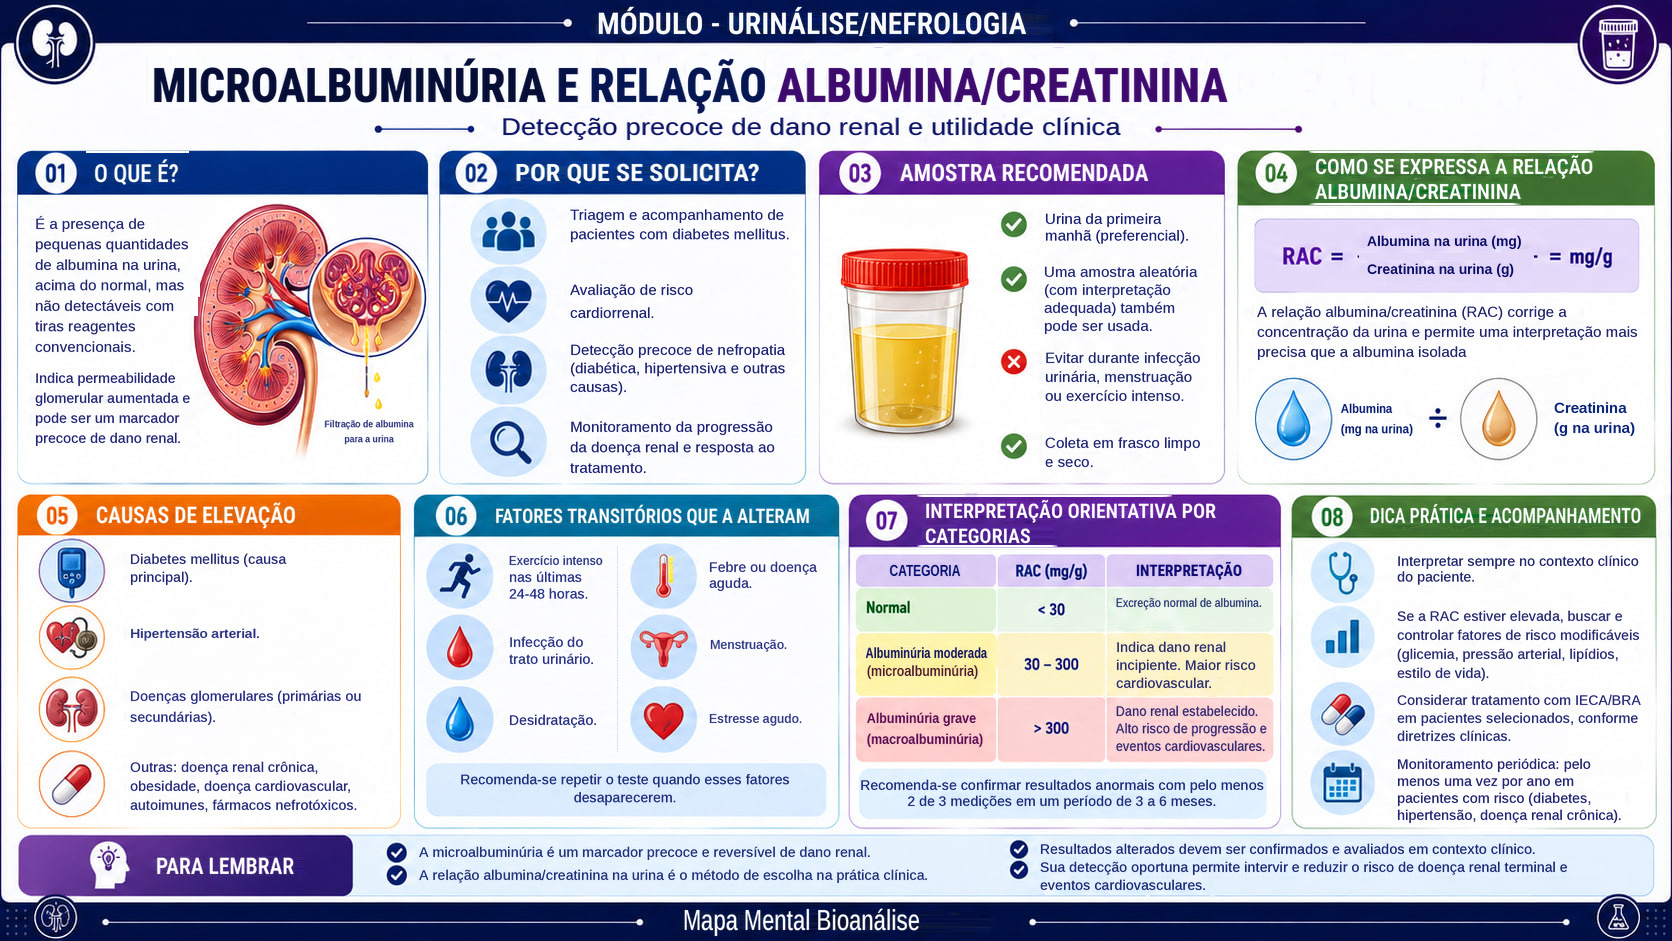 MÓDULO - URINÁLISE/NEFROLOGIA
MICROALBUMINÚRIA E RELAÇÃO ALBUMINA/CREATININA
Detecção precoce de dano renal e utilidade clínica
01 O QUE É?
É a presença de
pequenas quantidades
de albumina na urina,
acima do normal, mas
não detectáveis com
tiras reagentes
convencionais.
Indica permeabilidade
glomerular aumentada e
pode ser um marcador
precoce de dano renal.
Filtração de albumina
para a urina
02 POR QUE SE SOLICITA?
Triagem e acompanhamento de
pacientes com diabetes mellitus.
Avaliação de risco
cardiorrenal.
Detecção precoce de nefropatia
(diabética, hipertensiva e outras
causas).
Monitoramento da progressão
da doença renal e resposta ao
tratamento.
03 AMOSTRA RECOMENDADA
Urina da primeira
manhã (preferencial).
Uma amostra aleatória
(com interpretação
adequada) também
pode ser usada.
Evitar durante infecção
urinária, menstruação
ou exercício intenso.
Coleta em frasco limpo
e seco.
04 COMO SE EXPRESSA A RELAÇÃO
ALBUMINA/CREATININA
Albumina na urina (mg)
RAC = = mg/g
Creatinina na urina (g)
A relação albumina/creatinina (RAC) corrige a
concentração da urina e permite uma interpretação mais
precisa que a albumina isolada
Albumina
(mg na urina)
÷
Creatinina
(g na urina)
05 CAUSAS DE ELEVAÇÃO
Diabetes mellitus (causa
principal).
Hipertensão arterial.
Doenças glomerulares (primárias ou
secundárias).
Outras: doença renal crônica,
obesidade, doença cardiovascular,
autoimunes, fármacos nefrotóxicos.
06 FATORES TRANSITÓRIOS QUE A ALTERAM
Exercício intenso
nas últimas
24-48 horas.
Infecção do
trato urinário.
Desidratação.
Febre ou doença
aguda.
Menstruação.
Estresse agudo.
Recomenda-se repetir o teste quando esses fatores
desaparecerem.
07 INTERPRETAÇÃO ORIENTATIVA POR
CATEGORIAS
CATEGORIA RAC (mg/g) INTERPRETAÇÃO
Normal < 30 Excreção normal de albumina.
Albuminúria moderada
(microalbuminúria)
30 – 300
Indica dano renal
incipiente. Maior risco
cardiovascular.
Albuminúria grave
(macroalbuminúria)
> 300
Dano renal estabelecido.
Alto risco de progressão e
eventos cardiovasculares.
Recomenda-se confirmar resultados anormais com pelo menos
2 de 3 medições em um período de 3 a 6 meses.
08 DICA PRÁTICA E ACOMPANHAMENTO
Interpretar sempre no contexto clínico
do paciente.
Se a RAC estiver elevada, buscar e
controlar fatores de risco modificáveis
(glicemia, pressão arterial, lipídios,
estilo de vida).
Considerar tratamento com IECA/BRA
em pacientes selecionados, conforme
diretrizes clínicas.
Monitoramento periódica: pelo
menos uma vez por ano em
pacientes com risco (diabetes,
hipertensão, doença renal crônica).
PARA LEMBRAR
A microalbuminúria é um marcador precoce e reversível de dano renal.
A relação albumina/creatinina na urina é o método de escolha na prática clínica.
Resultados alterados devem ser confirmados e avaliados em contexto clínico.
Sua detecção oportuna permite intervir e reduzir o risco de doença renal terminal e
eventos cardiovasculares.
Mapa Mental Bioanálise